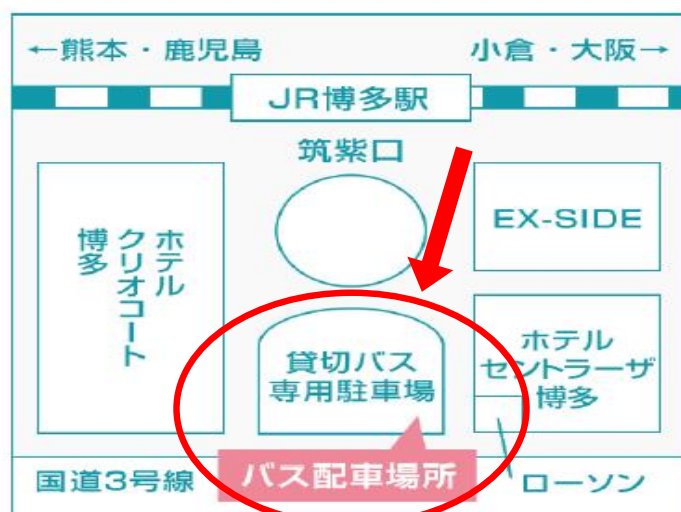 ←熊本・鹿児島
小倉・大阪→
JR博多駅
筑紫口
ホテル
クリオコート
博多
EX-SIDE
貸切バス
専用駐車場
ホテル
セントラーザ
博多
国道3号線
バス配車場所
ローソン